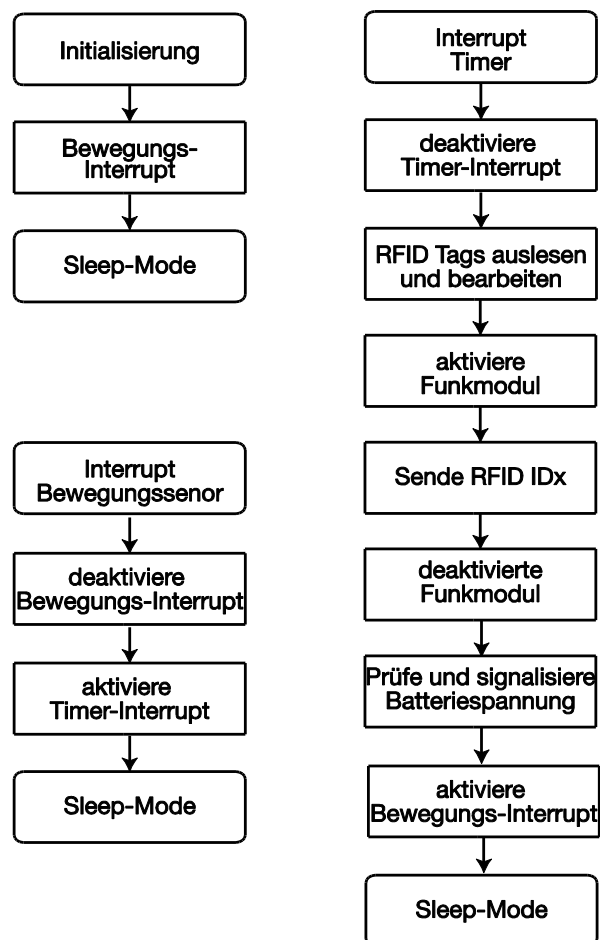 Initialisierung
Bewegungs-
Interrupt
Sleep-Mode
Interrupt
Bewegungssenor
deaktiviere
Bewegungs-Interrupt
aktiviere
Timer-Interrupt
Sleep-Mode
Interrupt
Timer
deaktiviere
Timer-Interrupt
RFID Tags auslesen
und bearbeiten
aktiviere
Funkmodul
Sende RFID IDx
deaktivierte
Funkmodul
Prüfe und signalisiere
Batteriespannung
aktiviere
Bewegungs-Interrupt
Sleep-Mode